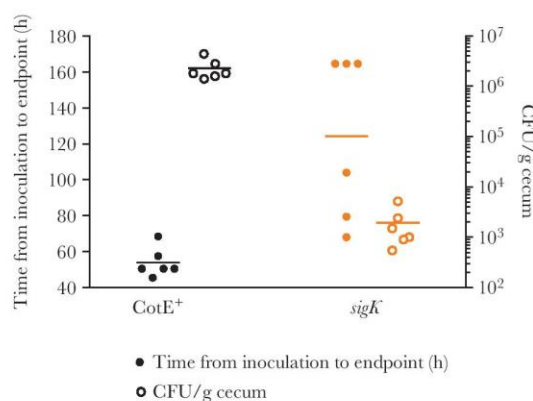 Time from inoculation to endpoint (h)
180
160
140
120
100
80
60
40
10⁷
10⁶
10⁵
10⁴
10³
10²
CFU/g cecum
CotE⁺
sigK
Time from inoculation to endpoint (h)
CFU/g cecum